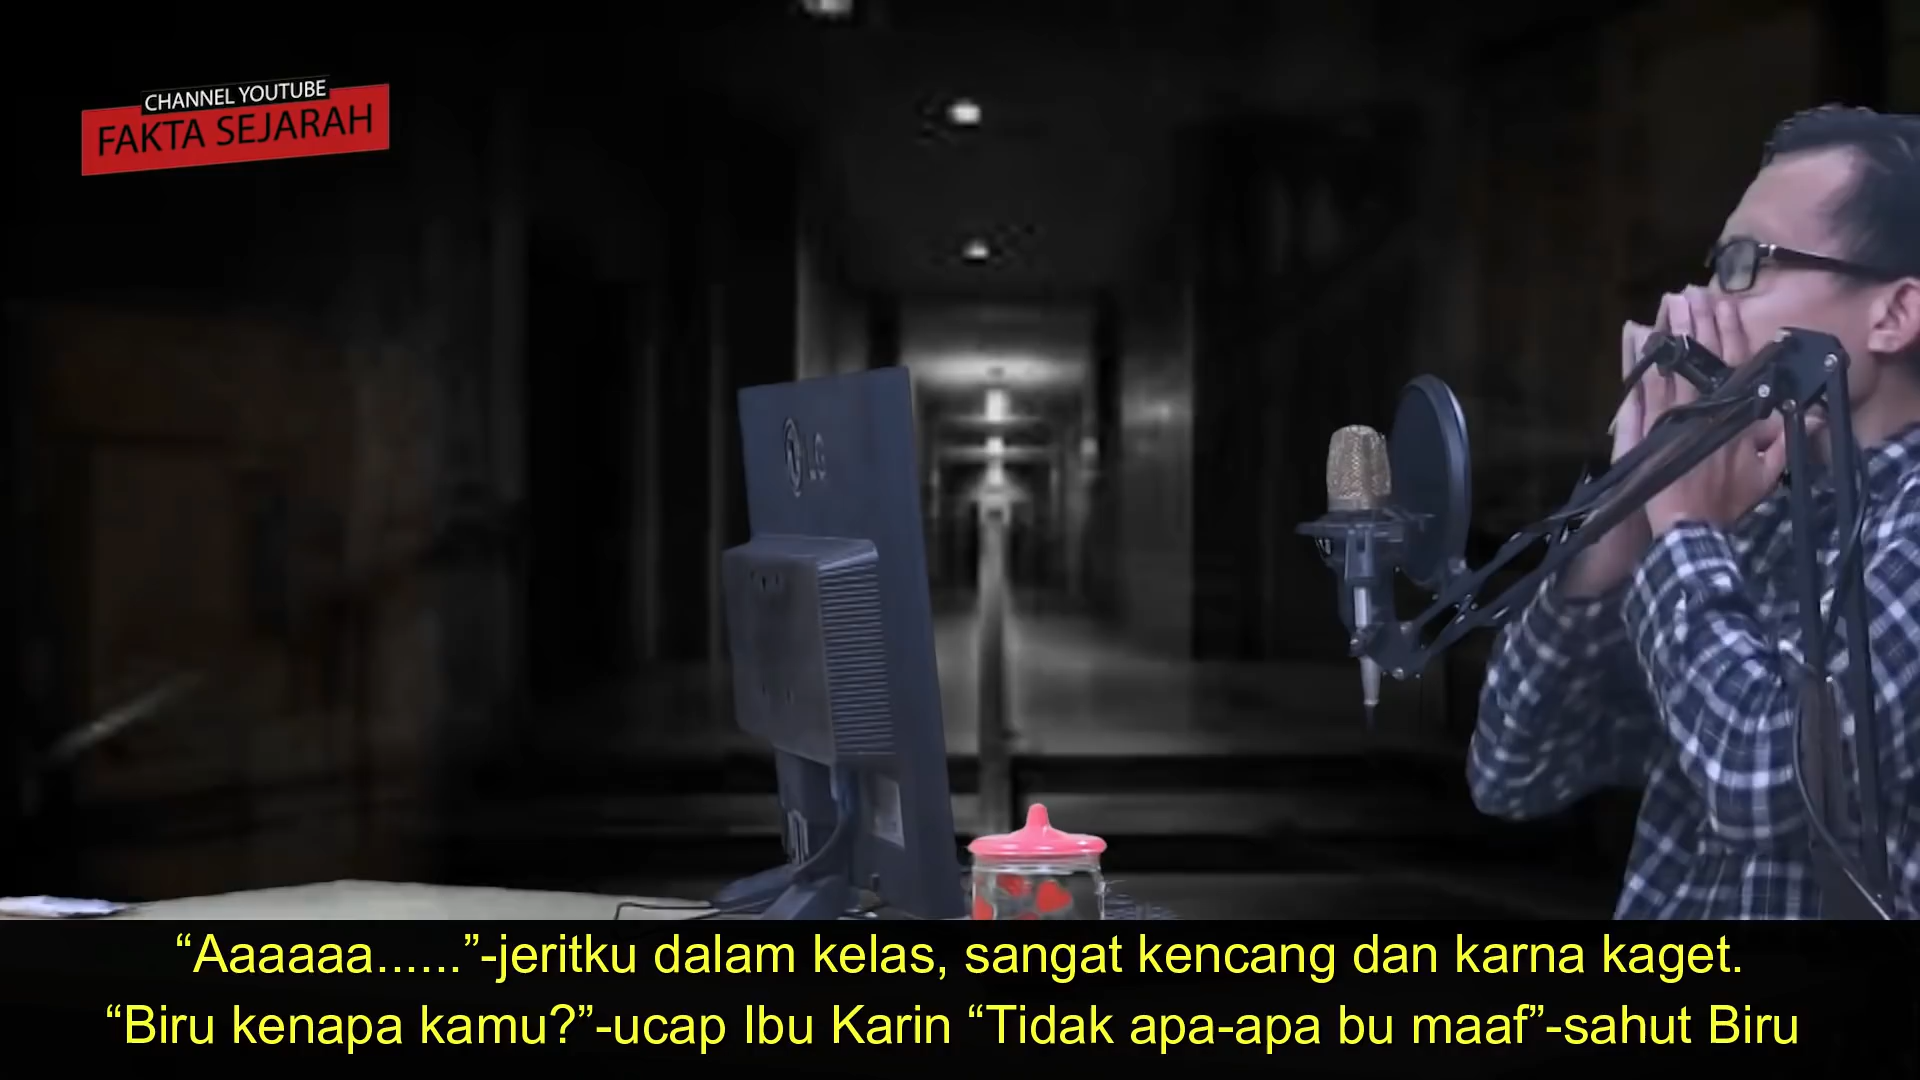 CHANNEL YOUTUBE
FAKTA SEJARAH
LG
“Aaaaaa......”-jeritku dalam kelas, sangat kencang dan karna kaget.
“Biru kenapa kamu?”-ucap Ibu Karin “Tidak apa-apa bu maaf”-sahut Biru